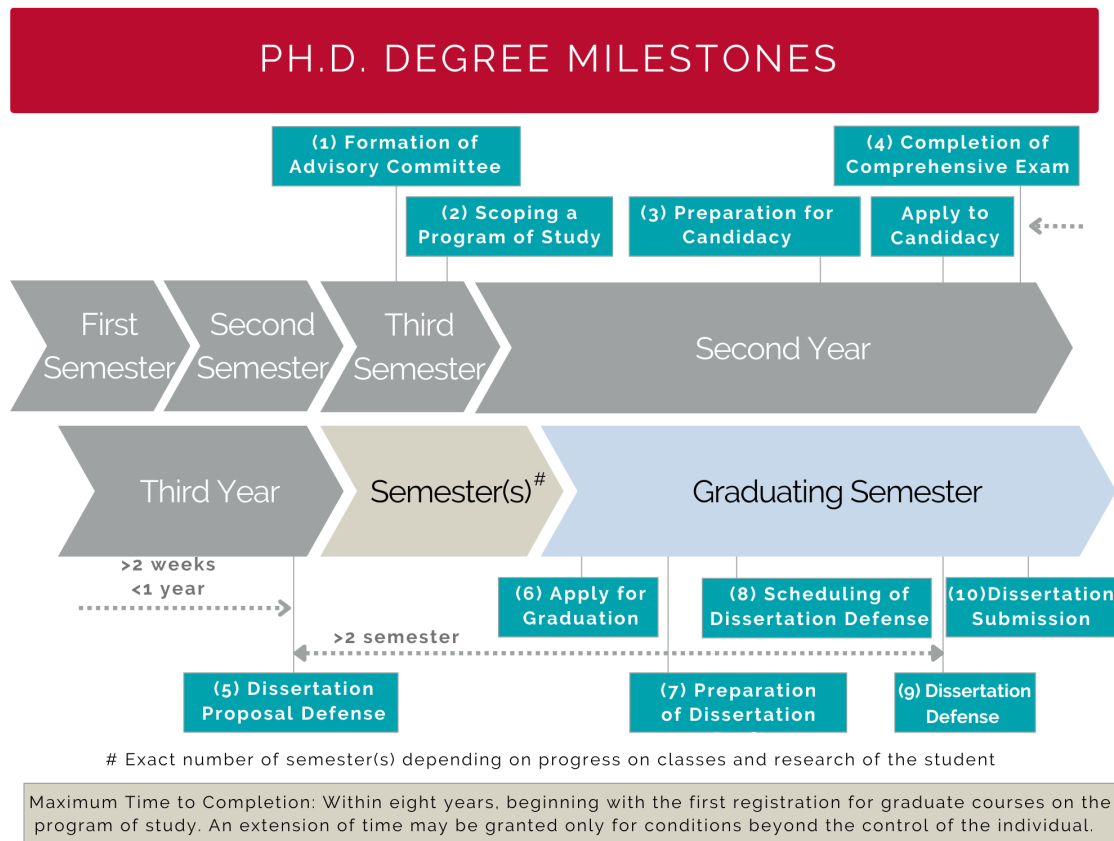 PH.D. DEGREE MILESTONES
(1) Formation of
Advisory Committee
(4) Completion of
Comprehensive Exam
(2) Scoping a
Program of Study
(3) Preparation for
Candidacy
Apply to
Candidacy
First
Semester
Second
Semester
Third
Semester
Second Year
Third Year
Semester(s)#
Graduating Semester
>2 weeks
<1 year
(6) Apply for
Graduation
(8) Scheduling of
Dissertation Defense
(10)Dissertation
Submission
>2 semester
(5) Dissertation
Proposal Defense
(7) Preparation
of Dissertation
(9) Dissertation
Defense
# Exact number of semester(s) depending on progress on classes and research of the student
Maximum Time to Completion: Within eight years, beginning with the first registration for graduate courses on the
program of study. An extension of time may be granted only for conditions beyond the control of the individual.